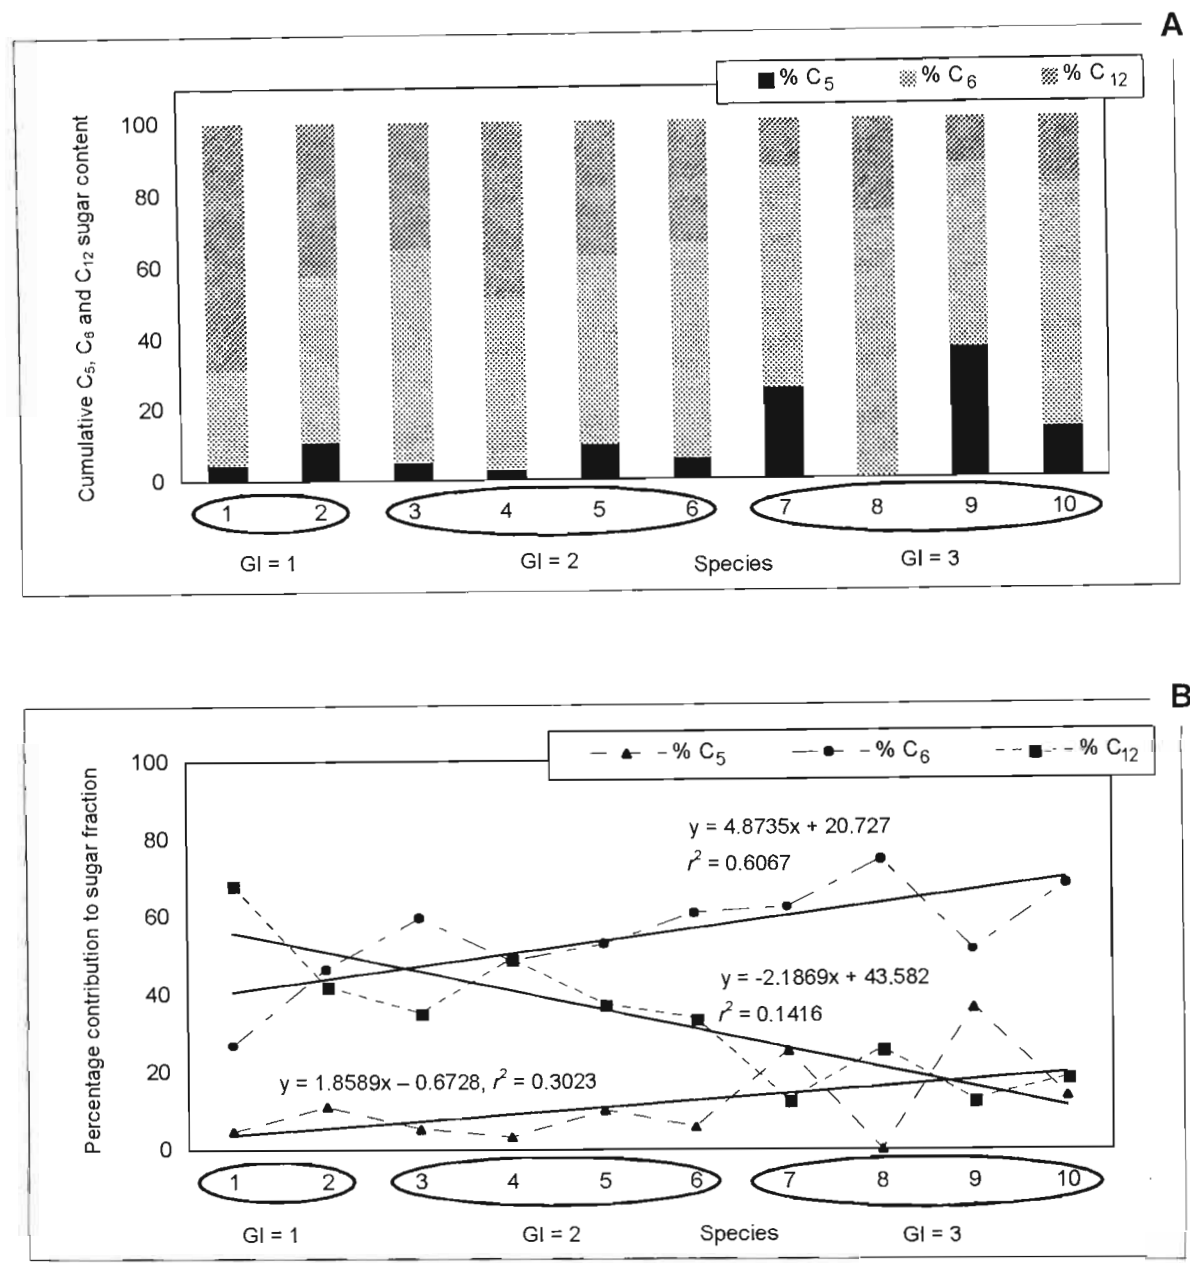 A
% C5 % C6 % C12
Cumulative C5, C6 and C12 sugar content
100
80
60
40
20
0
1 2 3 4 5 6 7 8 9 10
GI = 1 GI = 2 Species GI = 3
B
% C5 % C6 % C12
Percentage contribution to sugar fraction
100
80
60
40
20
0
y = 4.8735x + 20.727
r2 = 0.6067
y = -2.1869x + 43.582
r2 = 0.1416
y = 1.8589x – 0.6728, r2 = 0.3023
1 2 3 4 5 6 7 8 9 10
GI = 1 GI = 2 Species GI = 3